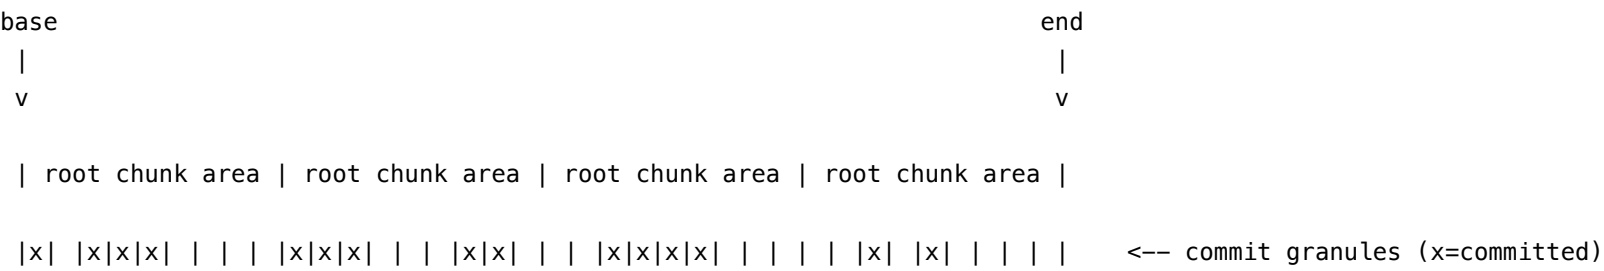 base                                                                    end
 |                                                                       |
 v                                                                       v
 | root chunk area | root chunk area | root chunk area | root chunk area |
 |x| |x|x|x| | | | |x|x|x| | | |x|x| | | |x|x|x|x| | | | | |x| |x| | | | |    <-- commit granules (x=committed)